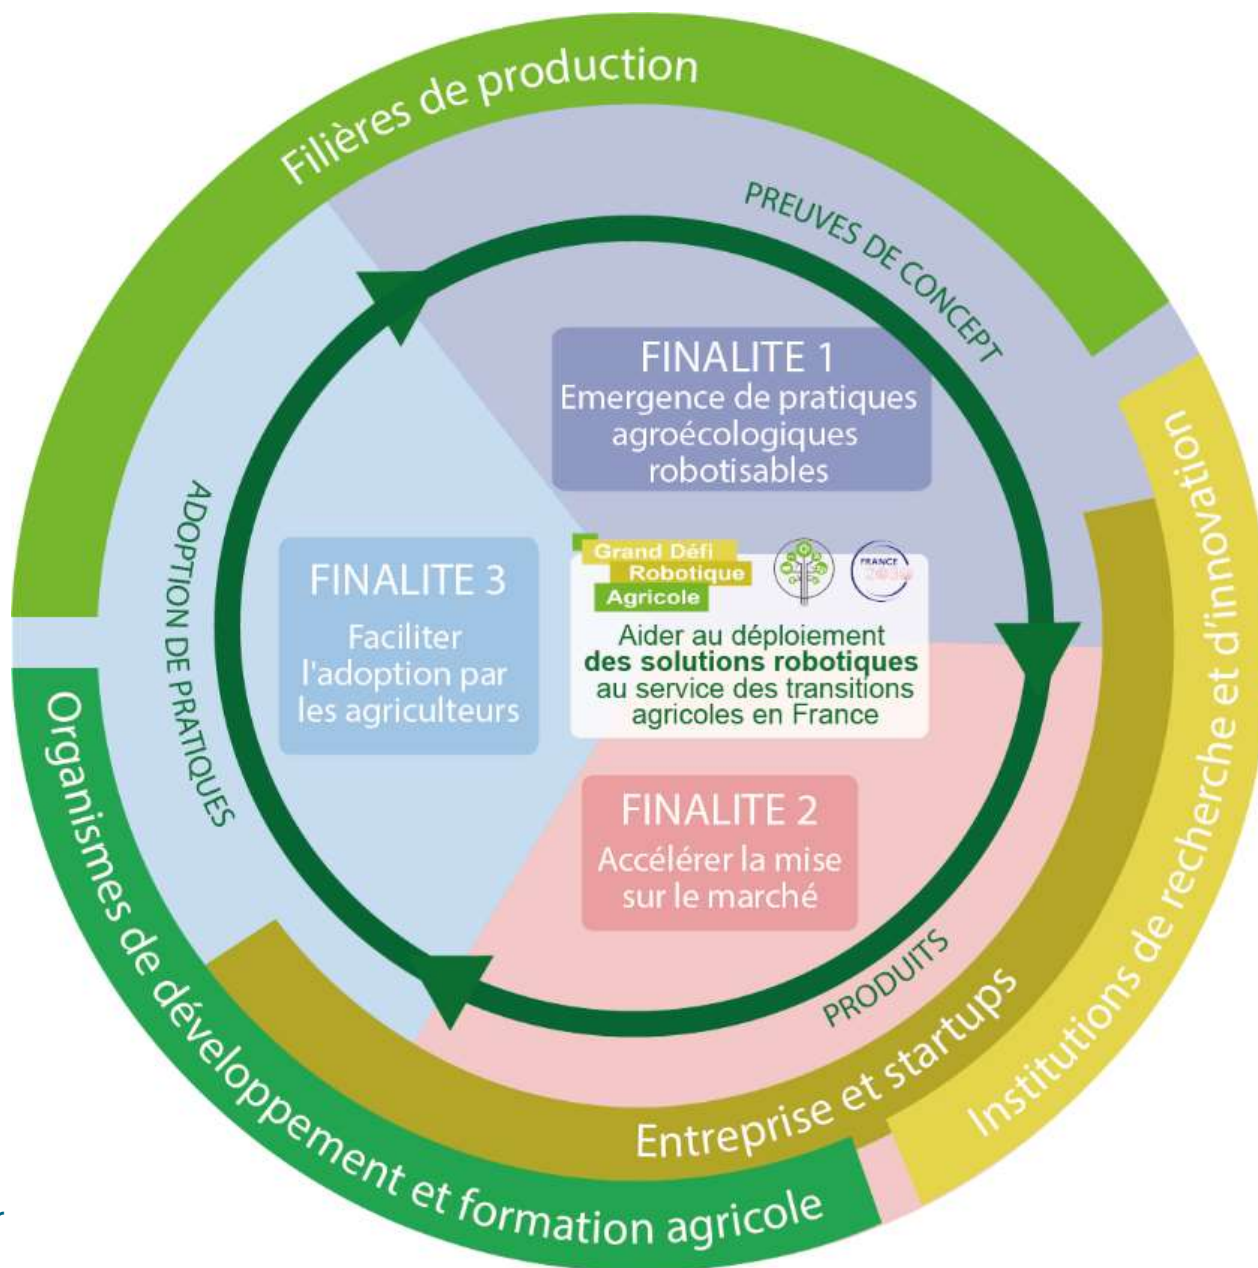 Filières de production
PREUVES DE CONCEPT
FINALITE 1
Emergence de pratiques
agroécologiques
robotisables
Institutions de recherche et d'innovation
ADOPTION DE PRATIQUES
FINALITE 3
Faciliter
l'adoption par
les agriculteurs
Grand Défi
Robotique
Agricole
FRANCE
Aider au déploiement
des solutions robotiques
au service des transitions
agricoles en France
FINALITE 2
Accélérer la mise
sur le marché
PRODUITS
Entreprise et startups
Organismes de développement et formation agricole